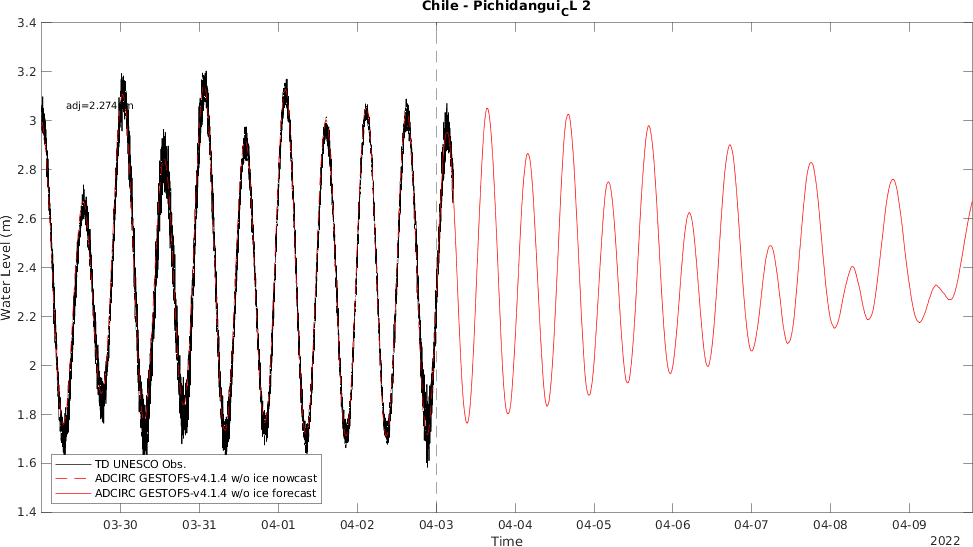 Chile - Pichidangui_CL 2
3.4
3.2
3
2.8
2.6
2.4
2.2
2
1.8
1.6
1.4
Water Level (m)
adj=2.274 m
TD UNESCO Obs.
ADCIRC GESTOFS-v4.1.4 w/o ice nowcast
ADCIRC GESTOFS-v4.1.4 w/o ice forecast
03-30 03-31 04-01 04-02 04-03 04-04 04-05 04-06 04-07 04-08 04-09
Time
2022